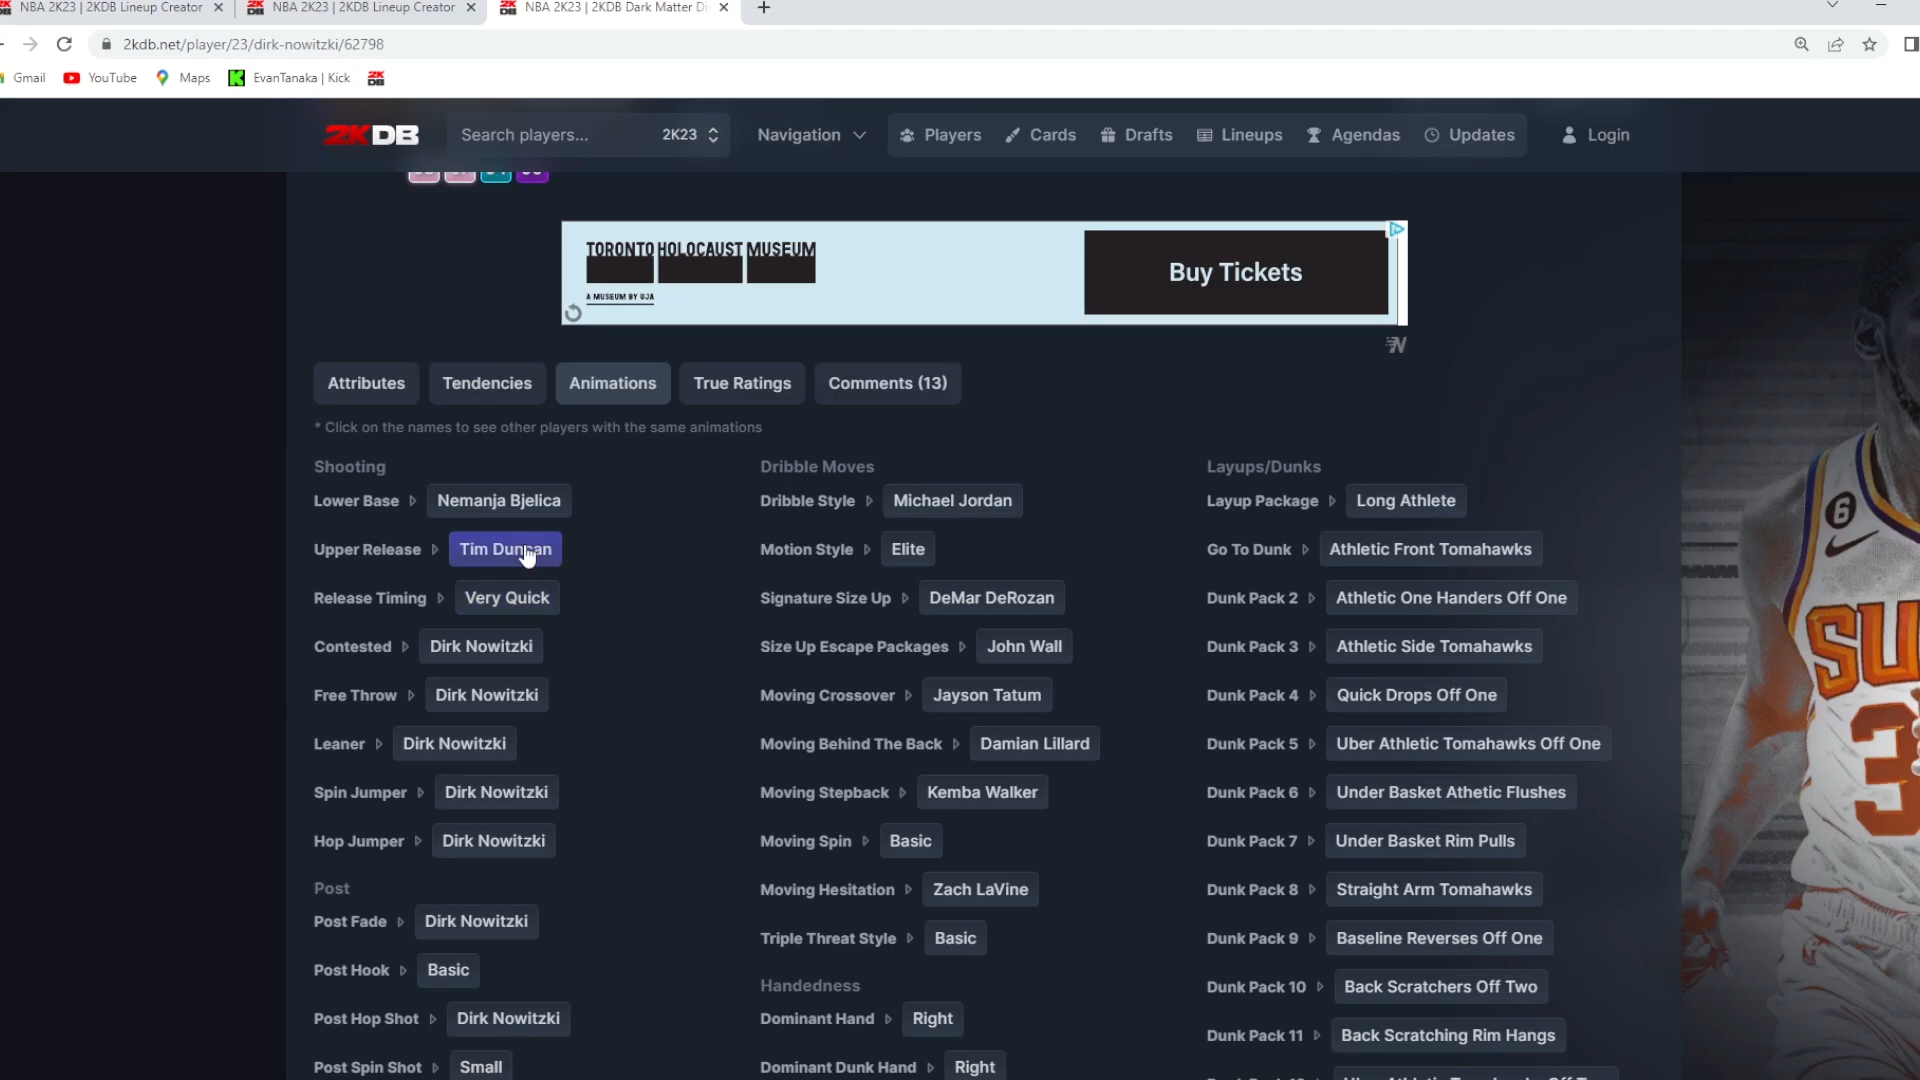 NBA 2K23 | 2KDB Lineup Creator
NBA 2K23 | 2KDB Lineup Creator
NBA 2K23 | 2KDB Dark Matter Di
2kdb.net/player/23/dirk-nowitzki/62798
Gmail
YouTube
Maps
EvanTanaka | Kick
2KDB
Search players...
2K23
Navigation
Players
Cards
Drafts
Lineups
Agendas
Updates
Login
TORONTO HOLOCAUST MUSEUM
A MUSEUM BY UJA
Buy Tickets
Attributes
Tendencies
Animations
True Ratings
Comments (13)
* Click on the names to see other players with the same animations
Shooting
Lower Base Nemanja Bjelica
Upper Release Tim Duncan
Release Timing Very Quick
Contested Dirk Nowitzki
Free Throw Dirk Nowitzki
Leaner Dirk Nowitzki
Spin Jumper Dirk Nowitzki
Hop Jumper Dirk Nowitzki
Post
Post Fade Dirk Nowitzki
Post Hook Basic
Post Hop Shot Dirk Nowitzki
Post Spin Shot Small
Dribble Moves
Dribble Style Michael Jordan
Motion Style Elite
Signature Size Up DeMar DeRozan
Size Up Escape Packages John Wall
Moving Crossover Jayson Tatum
Moving Behind The Back Damian Lillard
Moving Stepback Kemba Walker
Moving Spin Basic
Moving Hesitation Zach LaVine
Triple Threat Style Basic
Handedness
Dominant Hand Right
Dominant Dunk Hand Right
Layups/Dunks
Layup Package Long Athlete
Go To Dunk Athletic Front Tomahawks
Dunk Pack 2 Athletic One Handers Off One
Dunk Pack 3 Athletic Side Tomahawks
Dunk Pack 4 Quick Drops Off One
Dunk Pack 5 Uber Athletic Tomahawks Off One
Dunk Pack 6 Under Basket Athetic Flushes
Dunk Pack 7 Under Basket Rim Pulls
Dunk Pack 8 Straight Arm Tomahawks
Dunk Pack 9 Baseline Reverses Off One
Dunk Pack 10 Back Scratchers Off Two
Dunk Pack 11 Back Scratching Rim Hangs
6
SU
3